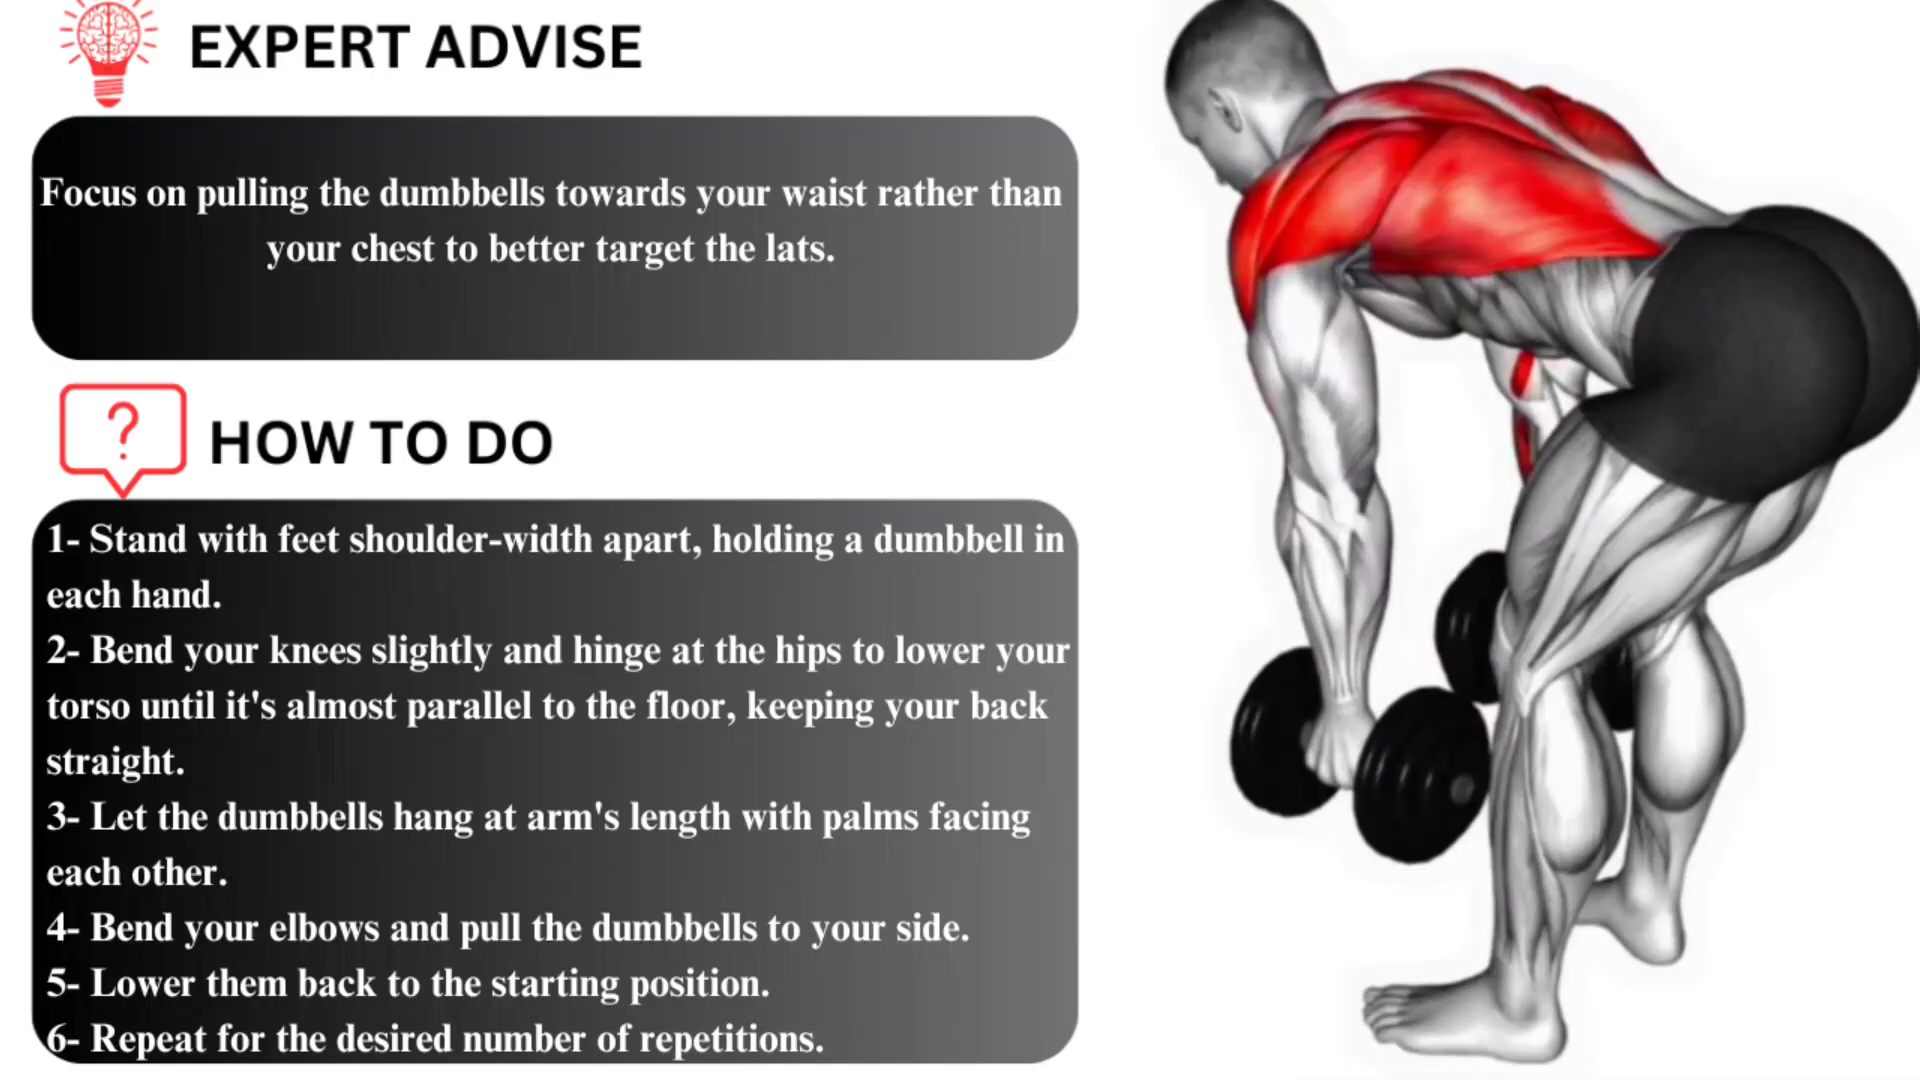 EXPERT ADVISE
Focus on pulling the dumbbells towards your waist rather than
your chest to better target the lats.
?
HOW TO DO
1- Stand with feet shoulder-width apart, holding a dumbbell in
each hand.
2- Bend your knees slightly and hinge at the hips to lower your
torso until it's almost parallel to the floor, keeping your back
straight.
3- Let the dumbbells hang at arm's length with palms facing
each other.
4- Bend your elbows and pull the dumbbells to your side.
5- Lower them back to the starting position.
6- Repeat for the desired number of repetitions.